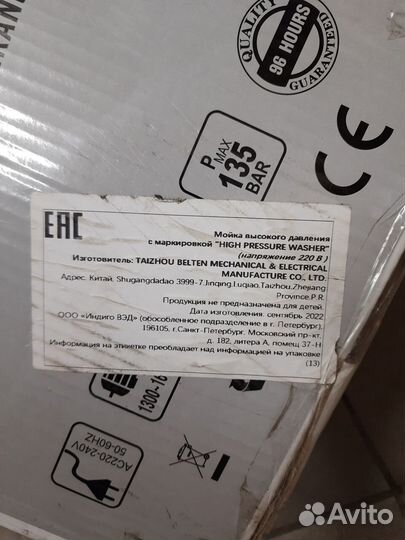 QUALITY
96 HOURS
GUARANTEED
P MAX
135
BAR
CE
EAC
Мойка высокого давления
с маркировкой "HIGH PRESSURE WASHER"
(напряжение 220 В)
Изготовитель: TAIZHOU BELTEN MECHANICAL & ELECTRICAL
MANUFACTURE CO., LTD.
Адрес. Китай, Shugangdadao 3999-7.Jinqing.Luqiao.Taizhou.Zhejiang
Provnce.P.R.
Продукция не предназначена для детей.
Дата изготовления. сентябрь 2022
ООО «Индиго ВЭД» (обособленное подразделение в г. Петербург).
196105, г.Санкт-Петербург. Московский пр-кт.
д. 182, литера А, помещ 37-Н
Информация на этикетке преобладает над информацией на упаковке
(13)
AC220-240V
50-60HZ
Avito